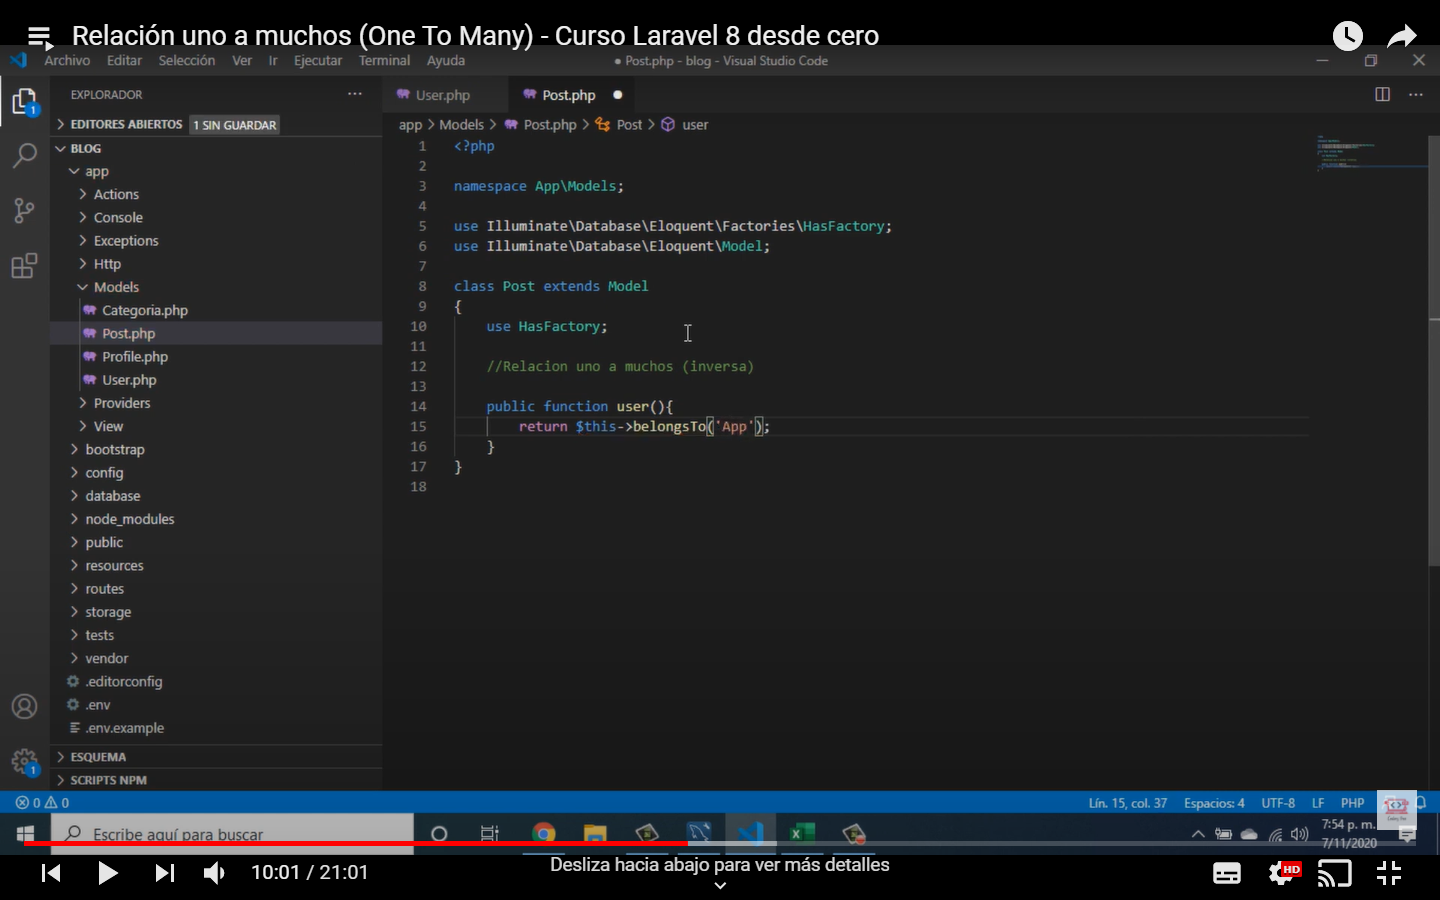 Relación uno a muchos (One To Many) - Curso Laravel 8 desde cero
Archivo Editar Selección Ver Ir Ejecutar Terminal Ayuda
● Post.php - blog - Visual Studio Code
EXPLORADOR
User.php
Post.php
EDITORES ABIERTOS 1 SIN GUARDAR
app > Models > Post.php > Post > user
BLOG
app
Actions
Console
Exceptions
Http
Models
Categoria.php
Post.php
Profile.php
User.php
Providers
View
bootstrap
config
database
node_modules
public
resources
routes
storage
tests
vendor
.editorconfig
.env
.env.example
ESQUEMA
SCRIPTS NPM
1 <?php
2
3 namespace App\Models;
4
5 use Illuminate\Database\Eloquent\Factories\HasFactory;
6 use Illuminate\Database\Eloquent\Model;
7
8 class Post extends Model
9 {
10 use HasFactory;
11
12 //Relacion uno a muchos (inversa)
13
14 public function user(){
15 return $this->belongsTo('App');
16 }
17 }
18
1
1
0 0
Lín. 15, col. 37 Espacios: 4 UTF-8 LF PHP
Escribe aquí para buscar
7:54 p. m.
7/11/2020
10:01 / 21:01
Desliza hacia abajo para ver más detalles
HD